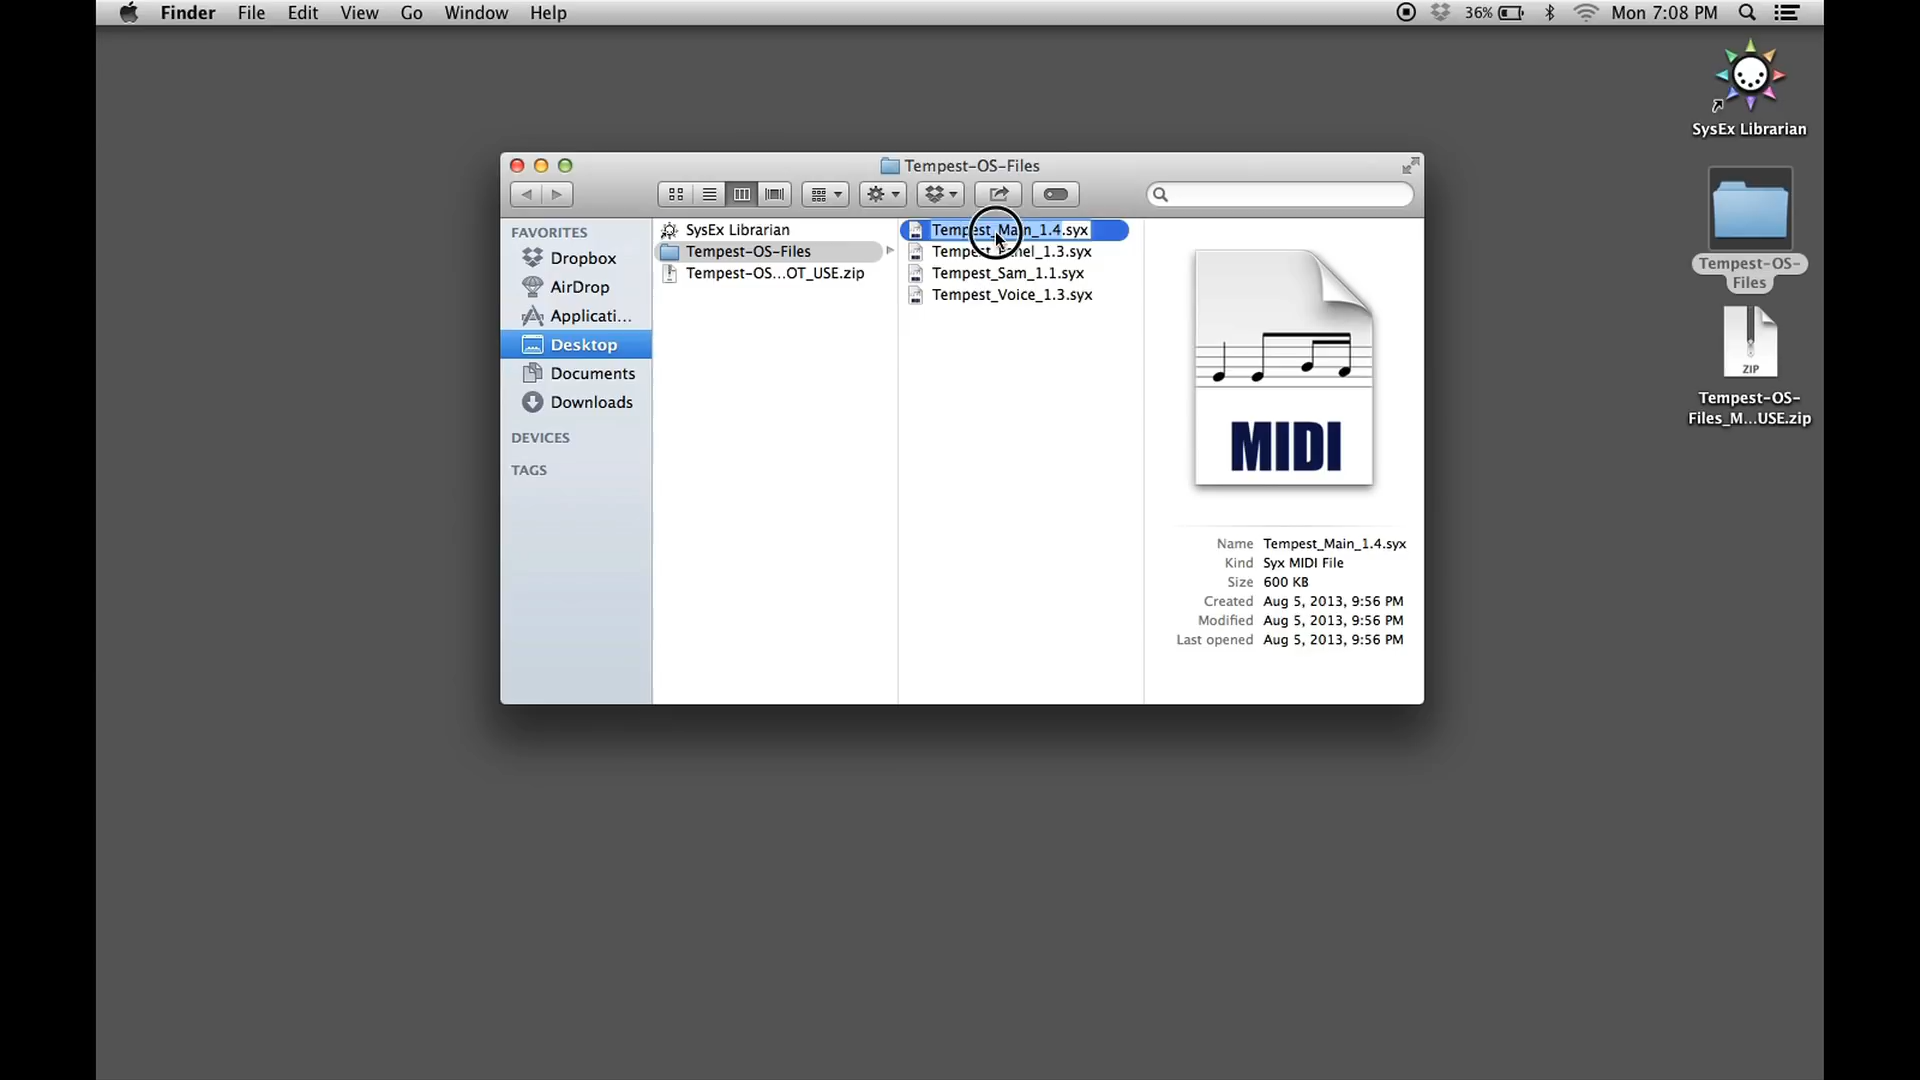 Finder File Edit View Go Window Help 36% Mon 7:08 PM
SysEx Librarian
Tempest-OS-
Files
ZIP
Tempest-OS-
Files_M...USE.zip
Tempest-OS-Files
FAVORITES
Dropbox
AirDrop
Applicati...
Desktop
Documents
Downloads
DEVICES
TAGS
SysEx Librarian
Tempest-OS-Files
Tempest-OS...OT_USE.zip
Tempest_Main_1.4.syx
Tempest_Panel_1.3.syx
Tempest_Sam_1.1.syx
Tempest_Voice_1.3.syx
MIDI
Name Tempest_Main_1.4.syx
Kind Syx MIDI File
Size 600 KB
Created Aug 5, 2013, 9:56 PM
Modified Aug 5, 2013, 9:56 PM
Last opened Aug 5, 2013, 9:56 PM